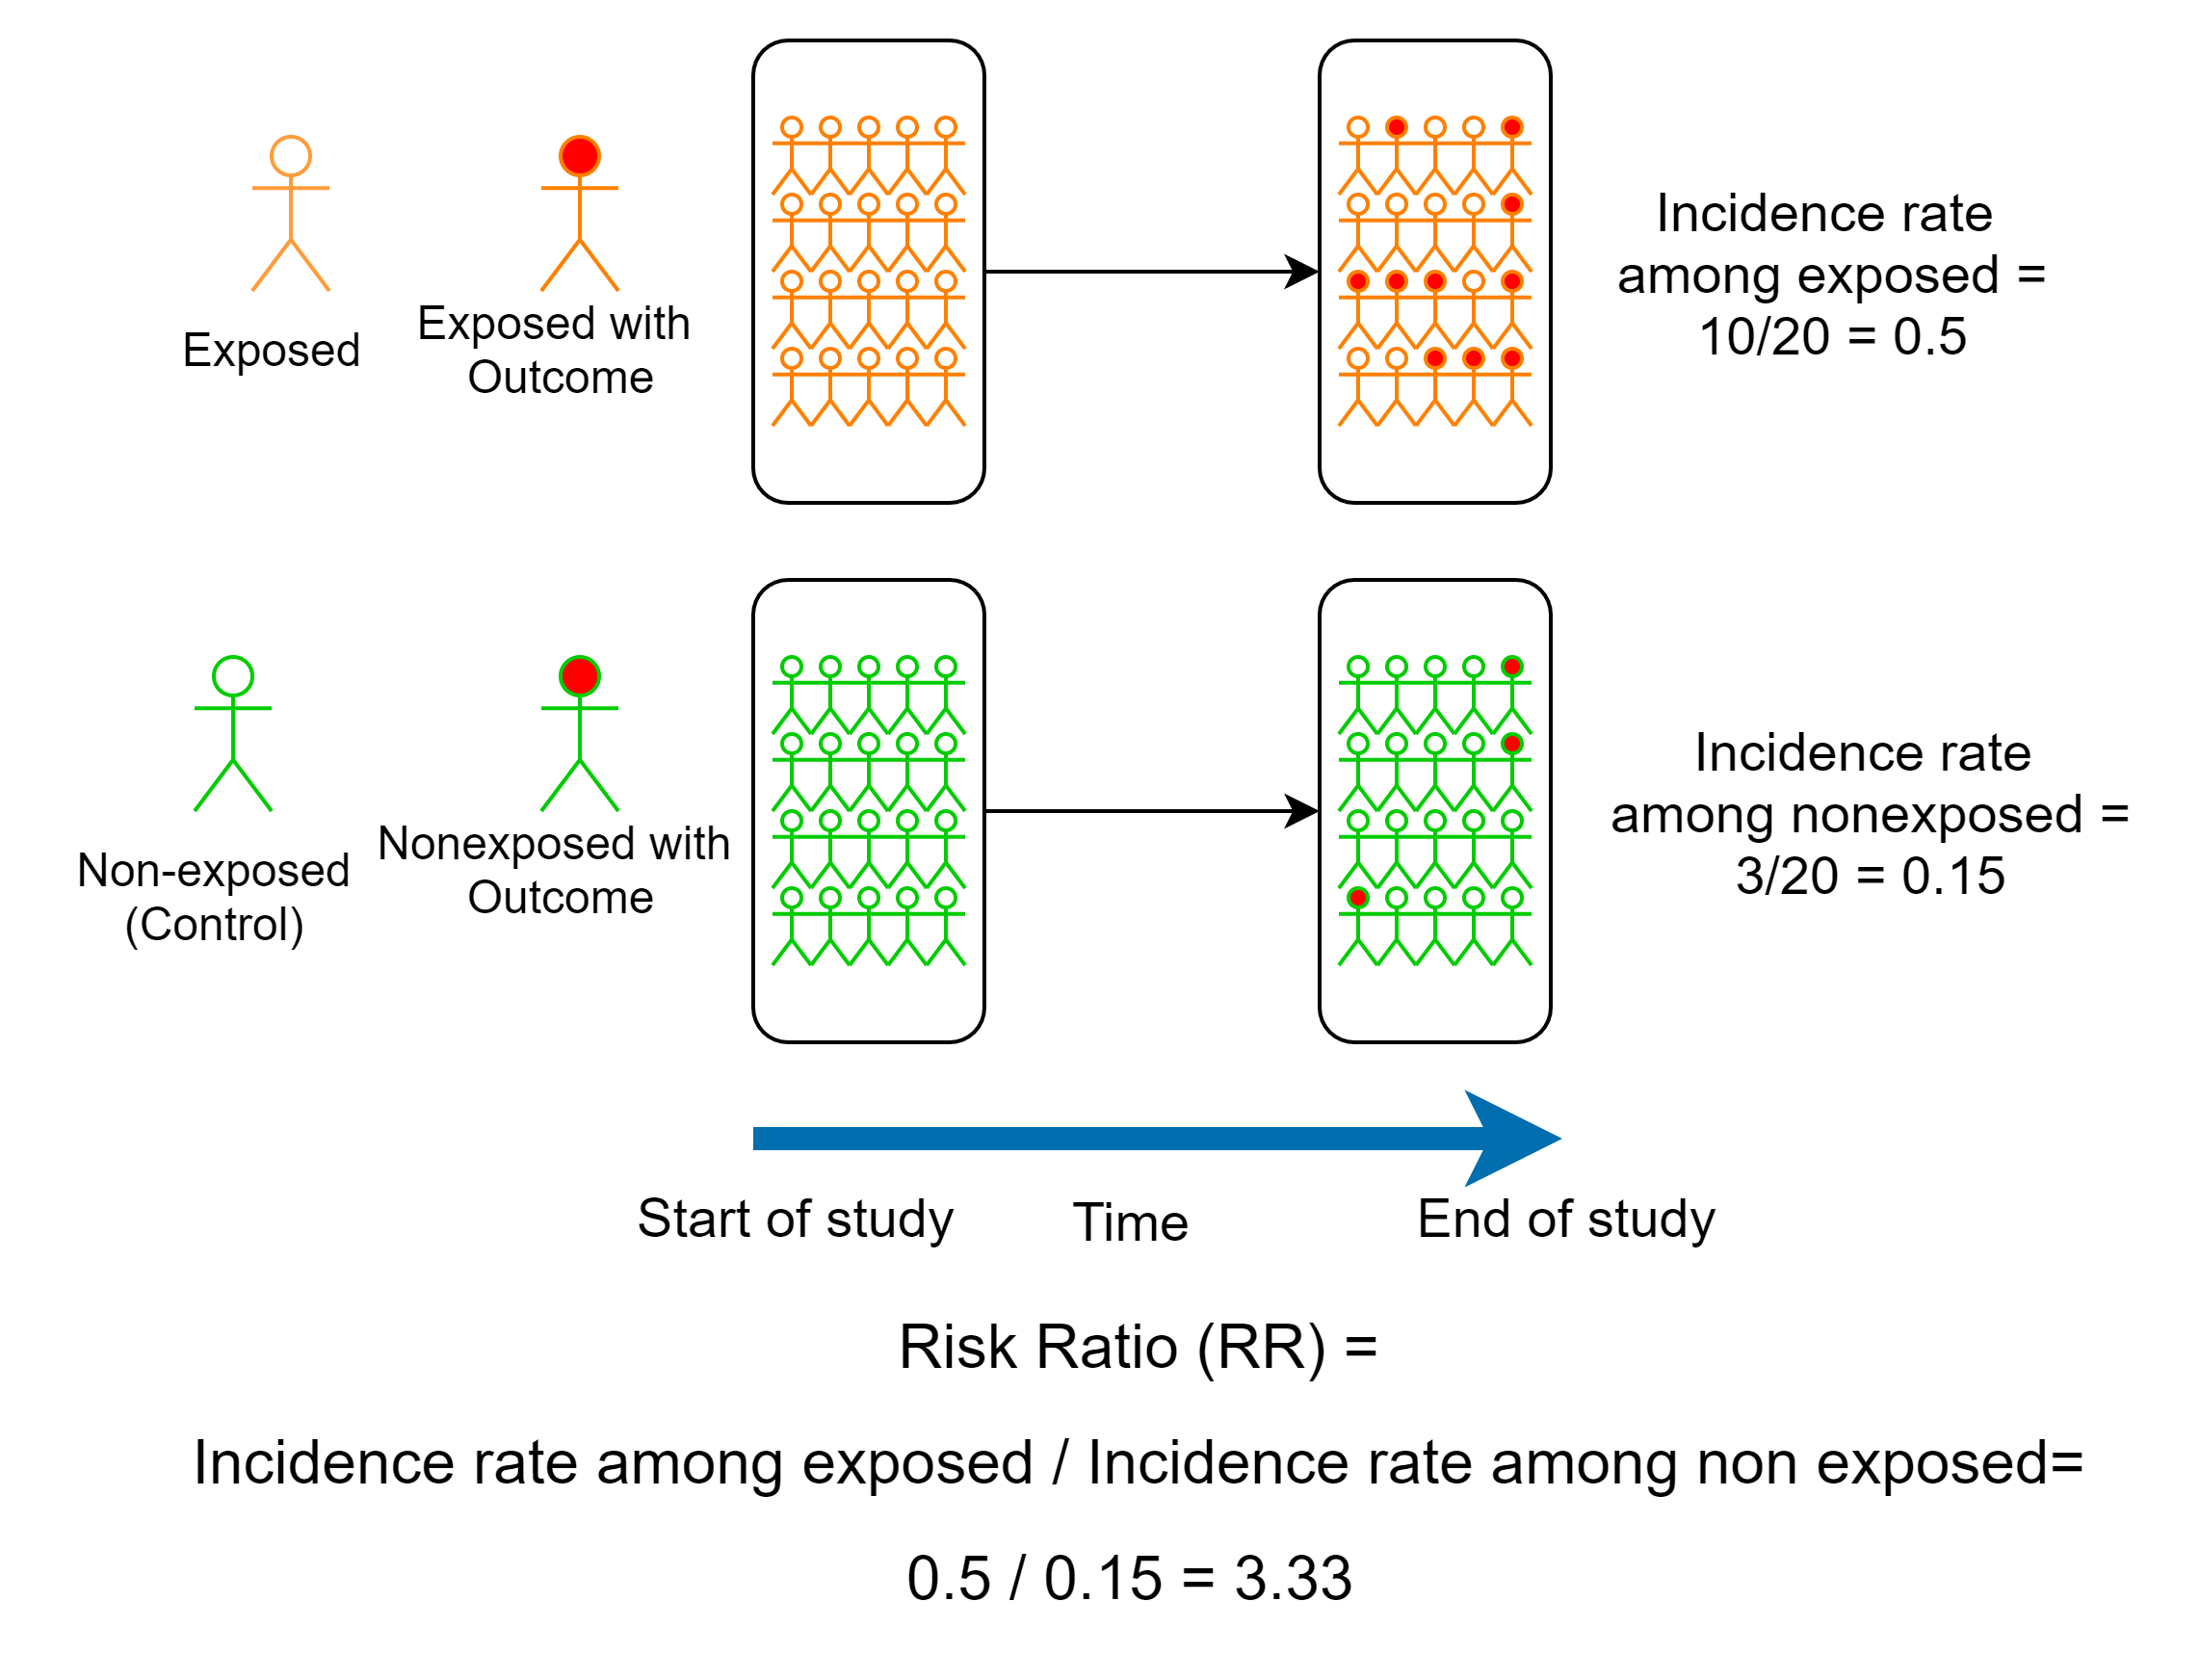 Exposed
Exposed with
Outcome
Incidence rate
among exposed =
10/20 = 0.5
Non-exposed
(Control)
Nonexposed with
Outcome
Incidence rate
among nonexposed =
3/20 = 0.15
Start of study
Time
End of study
Risk Ratio (RR) =
Incidence rate among exposed / Incidence rate among non exposed=
0.5 / 0.15 = 3.33